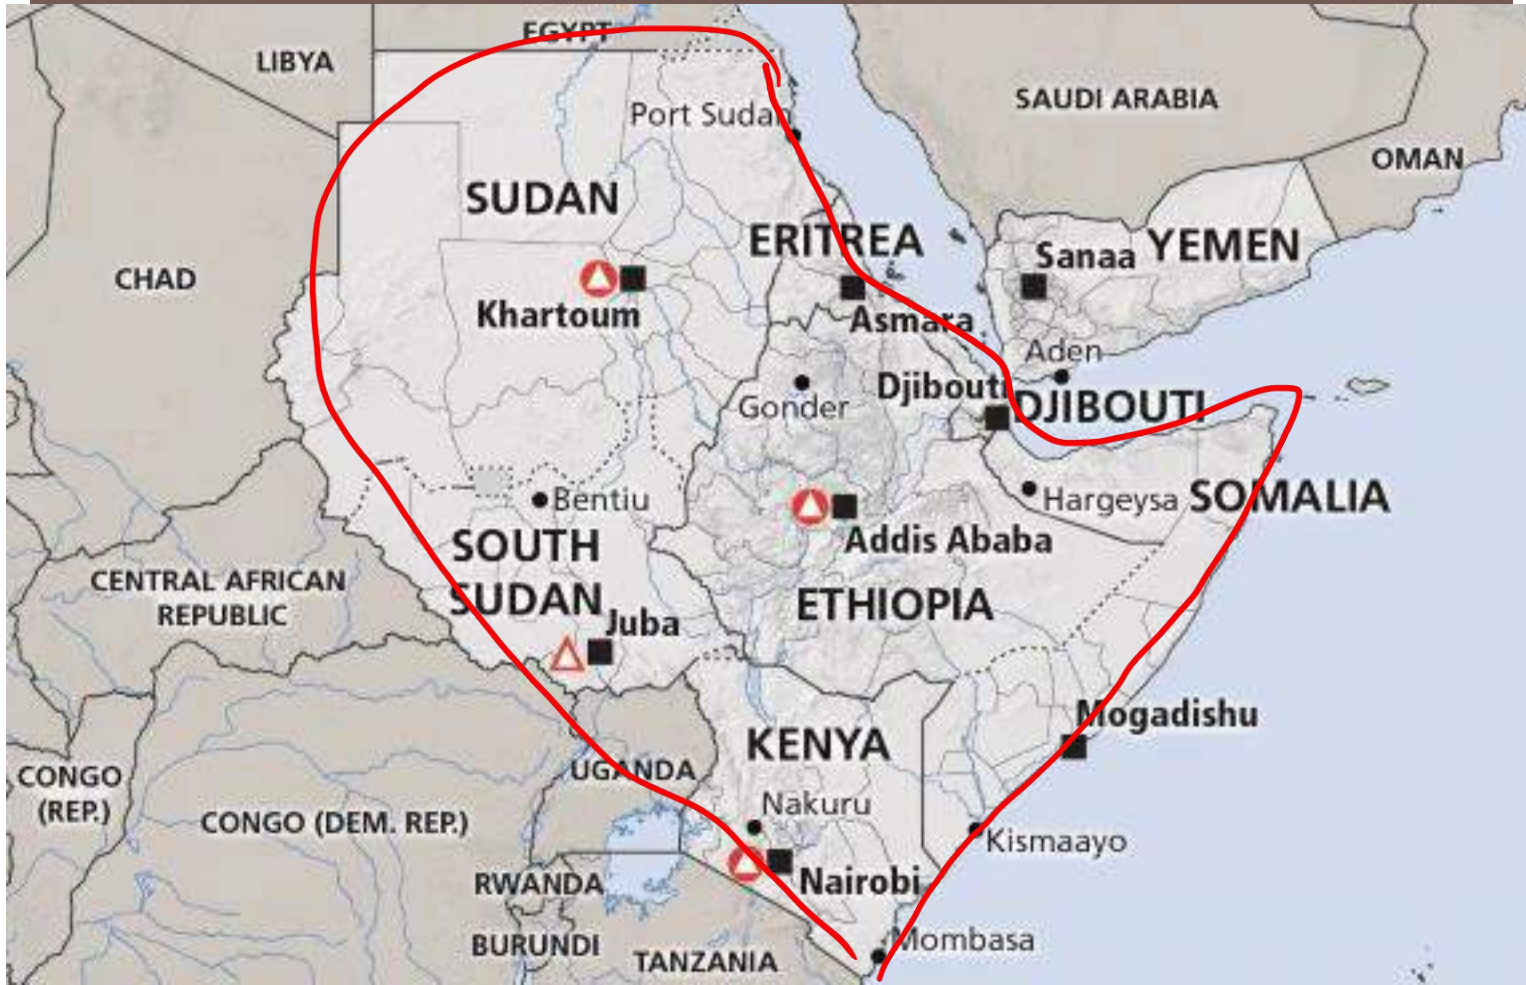 EGYPT
LIBYA
SAUDI ARABIA
Port Sudan
OMAN
SUDAN
ERITREA
Sanaa
YEMEN
CHAD
Khartoum
Asmara
Aden
Djibouti
DJIBOUTI
Gonder
Bentiu
Hargeysa
SOMALIA
SOUTH
SUDAN
Addis Ababa
CENTRAL AFRICAN
REPUBLIC
ETHIOPIA
Juba
Mogadishu
KENYA
UGANDA
CONGO
(REP.)
Nakuru
CONGO (DEM. REP.)
Kismaayo
RWANDA
Nairobi
BURUNDI
TANZANIA
Mombasa